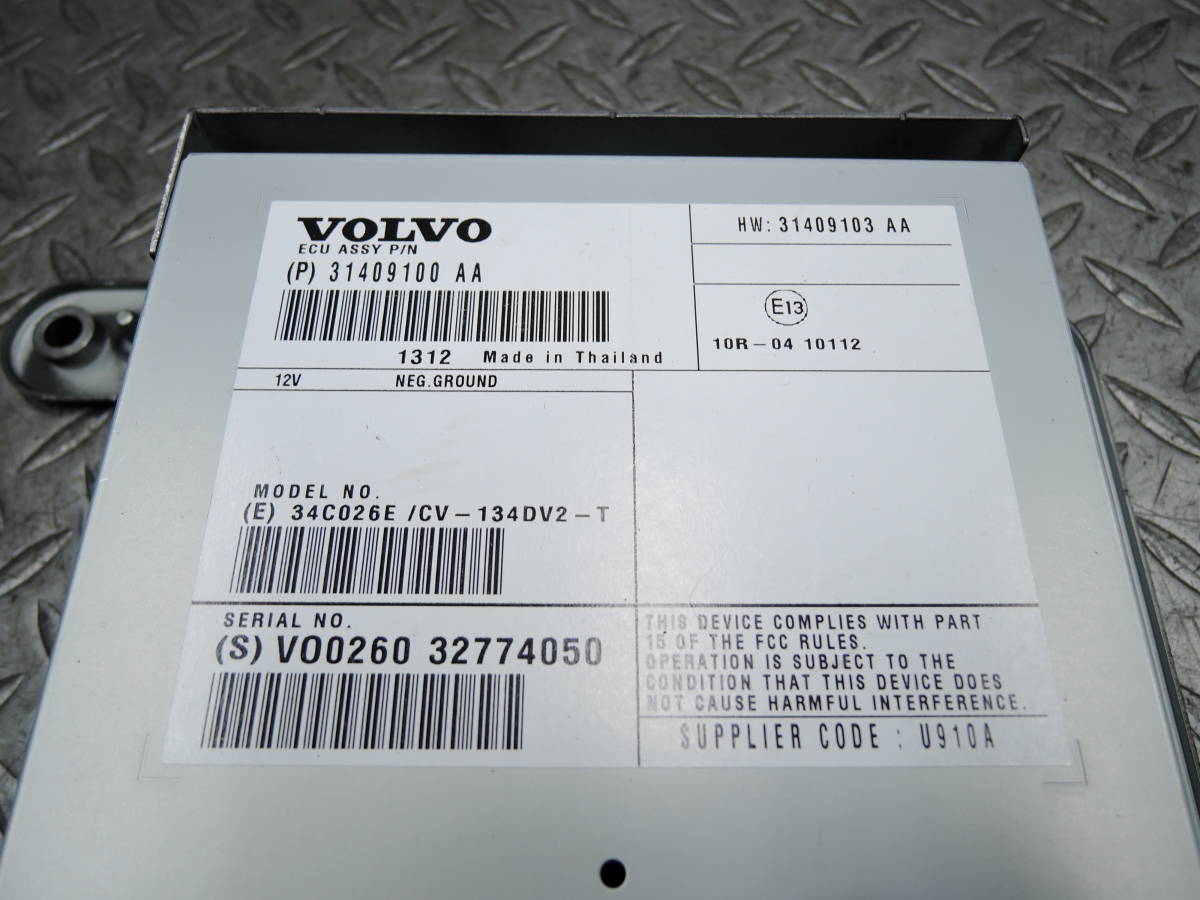 VOLVO
ECU ASSY P/N
(P) 31409100 AA
1312 Made in Thailand
HW: 31409103 AA
E13
10R-04 10112
12V NEG.GROUND
MODEL NO.
(E) 34C026E /CV-134DV2-T
SERIAL NO.
(S) VO0260 32774050
THIS DEVICE COMPLIES WITH PART
15 OF THE FCC RULES.
OPERATION IS SUBJECT TO THE
CONDITION THAT THIS DEVICE DOES
NOT CAUSE HARMFUL INTERFERENCE.
SUPPLIER CODE : U910A